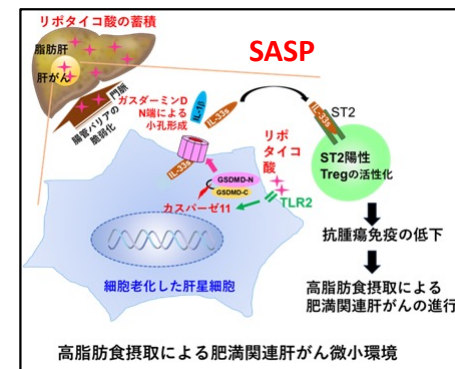 リポタイコ酸の蓄積
脂肪肝
肝がん
門脈
腸管バリアの
脆弱化
SASP
ガスダーミンD
N端による
小孔形成
IL-1β
IL-33s
ST2
IL-33s
ST2陽性
Tregの活性化
リポ
タイコ
酸
IL-33s
GSDMD-N
GSDMD-C
カスパーゼ11
TLR2
抗腫瘍免疫の低下
細胞老化した肝星細胞
高脂肪食摂取による
肥満関連肝がんの進行
高脂肪食摂取による肥満関連肝がん微小環境